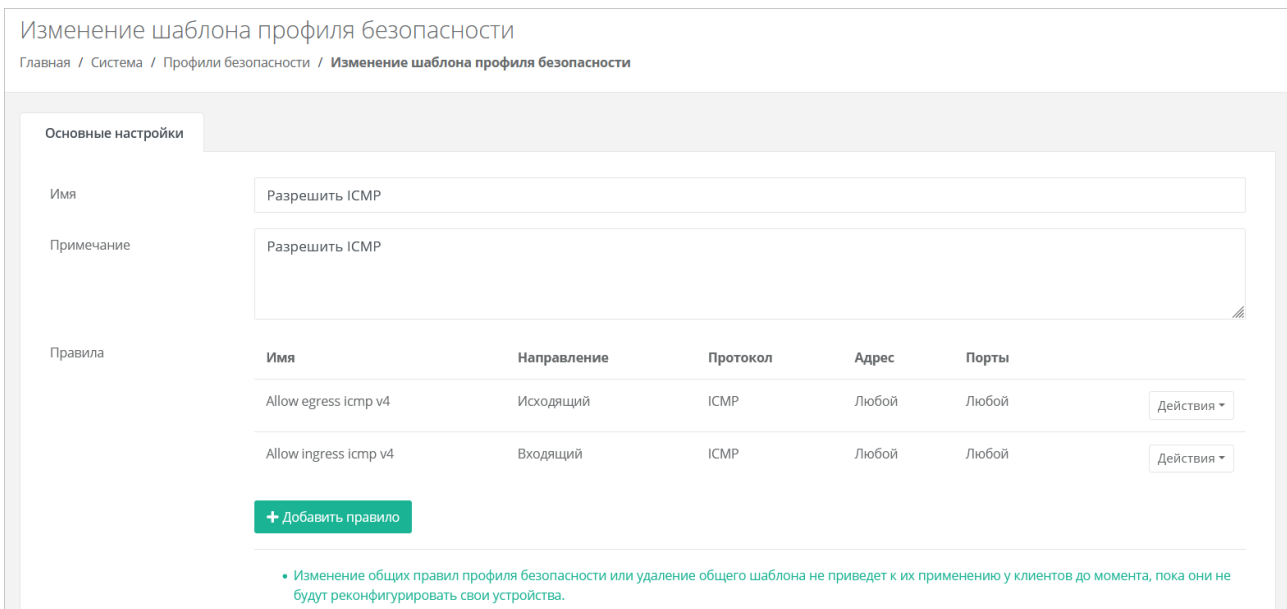 Изменение шаблона профиля безопасности
Главная / Система / Профили безопасности / Изменение шаблона профиля безопасности
Основные настройки
Имя
Разрешить ICMP
Примечание
Разрешить ICMP
Правила
Имя Направление Протокол Адрес Порты
Allow egress icmp v4 Исходящий ICMP Любой Любой Действия
Allow ingress icmp v4 Входящий ICMP Любой Любой Действия
+ Добавить правило
• Изменение общих правил профиля безопасности или удаление общего шаблона не приведет к их применению у клиентов до момента, пока они не
будут реконфигурировать свои устройства.